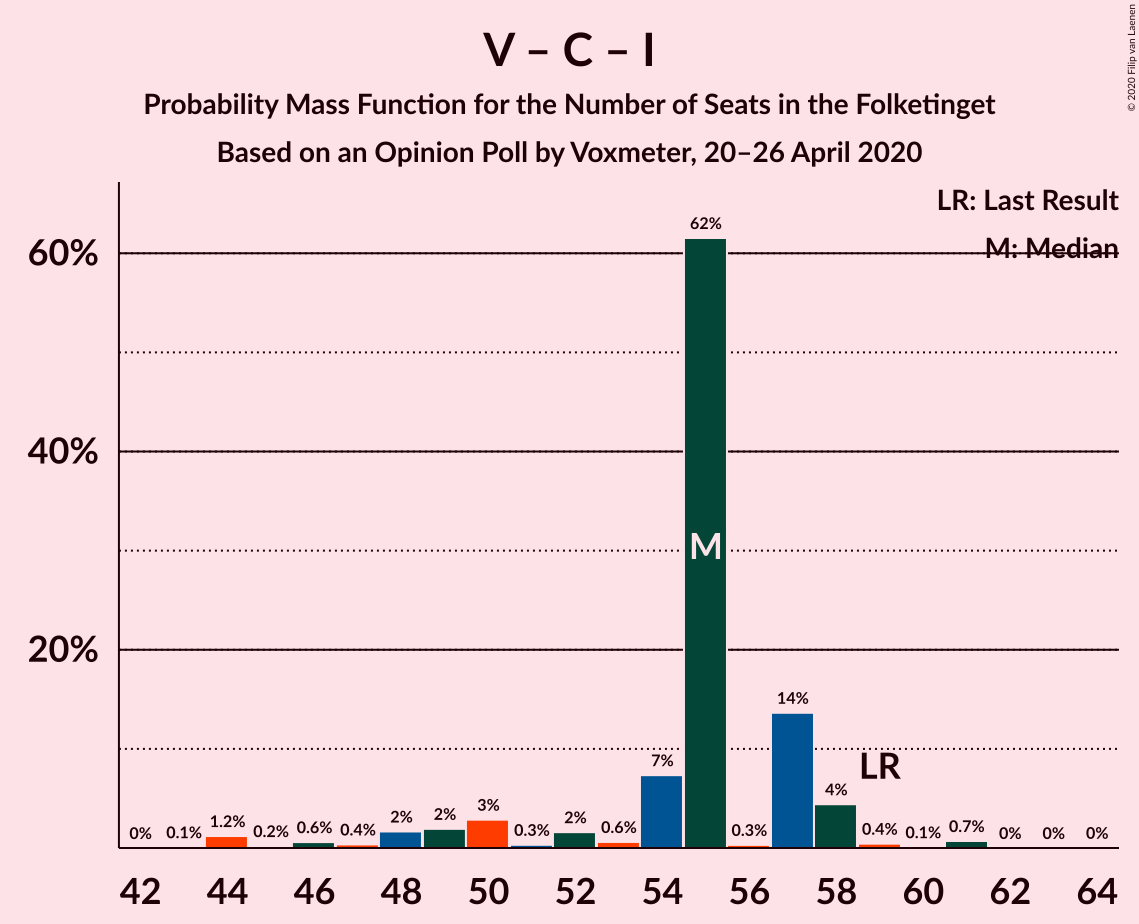 V – C – I
Probability Mass Function for the Number of Seats in the Folketinget
Based on an Opinion Poll by Voxmeter, 20–26 April 2020
© 2020 Filip van Laenen
LR: Last Result
M: Median
60%
40%
20%
0% 0.1% 1.2% 0.2% 0.6% 0.4% 2% 2% 3% 0.3% 2% 0.6% 7% 62% 0.3% 14% 4% 0.4% 0.1% 0.7% 0% 0% 0%
M
LR
42 44 46 48 50 52 54 56 58 60 62 64